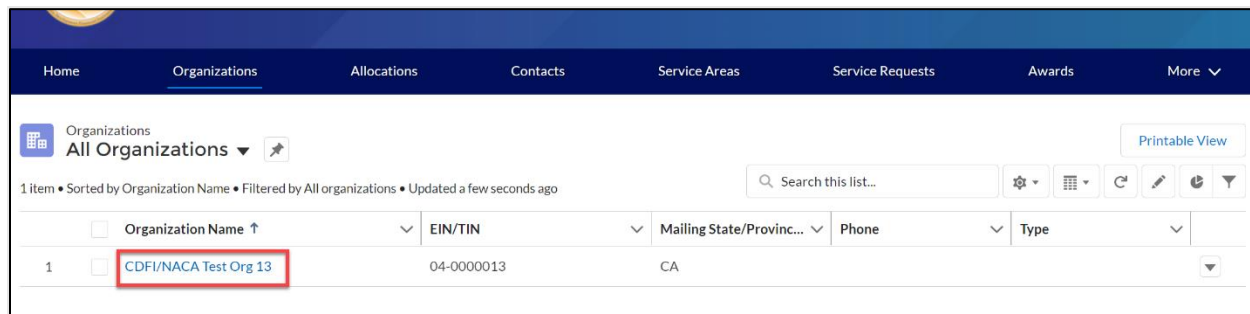 Home Organizations Allocations Contacts Service Areas Service Requests Awards More
Organizations
All Organizations
Printable View
1 item • Sorted by Organization Name • Filtered by All organizations • Updated a few seconds ago
Search this list...
Organization Name ↑ EIN/TIN Mailing State/Provinc... Phone Type
1 CDFI/NACA Test Org 13 04-0000013 CA